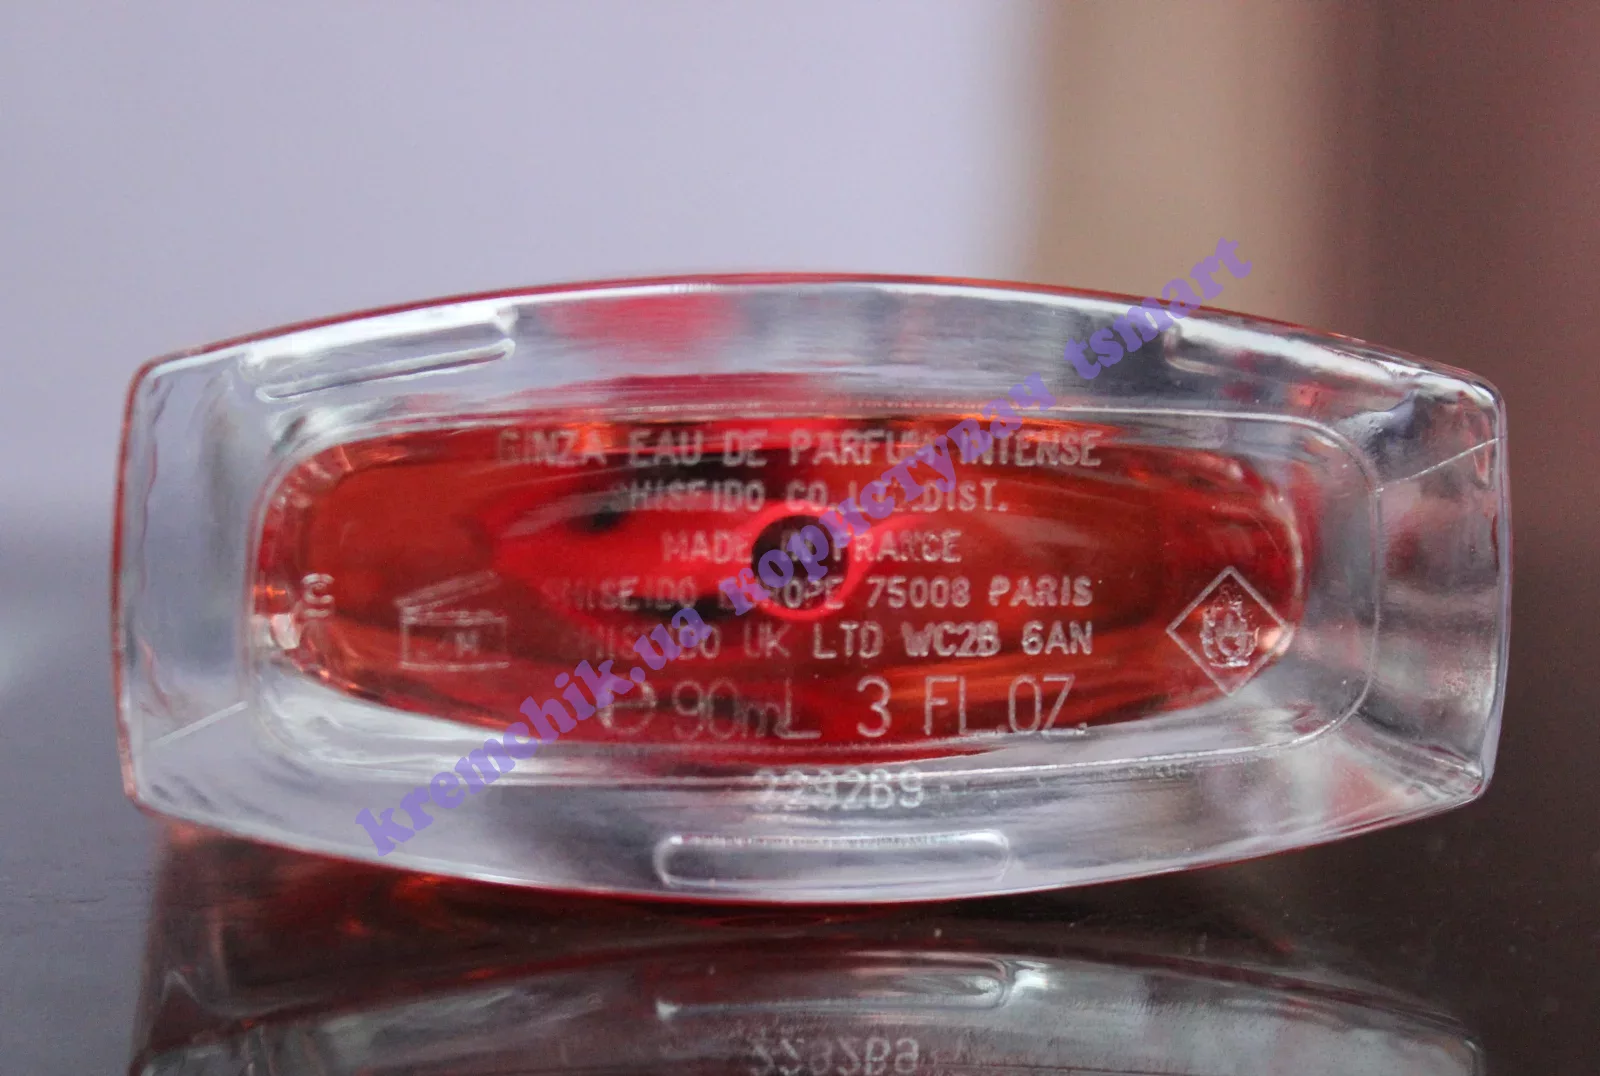 GINZA EAU DE PARFUM INTENSE
SHISEIDO CO.,LTD.DIST.
MADE IN FRANCE
SHISEIDO EUROPE 75008 PARIS
SHISEIDO UK LTD WC2B 6AN
℮ 90mL 3 FL.OZ.
2292B9
kremchik.ua користувач tsmart